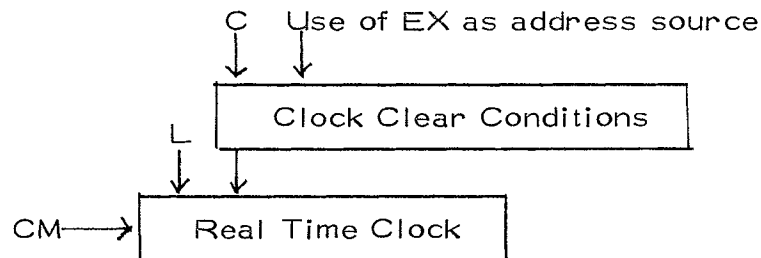 C Use of EX as address source
Clock Clear Conditions
L
CM
Real Time Clock